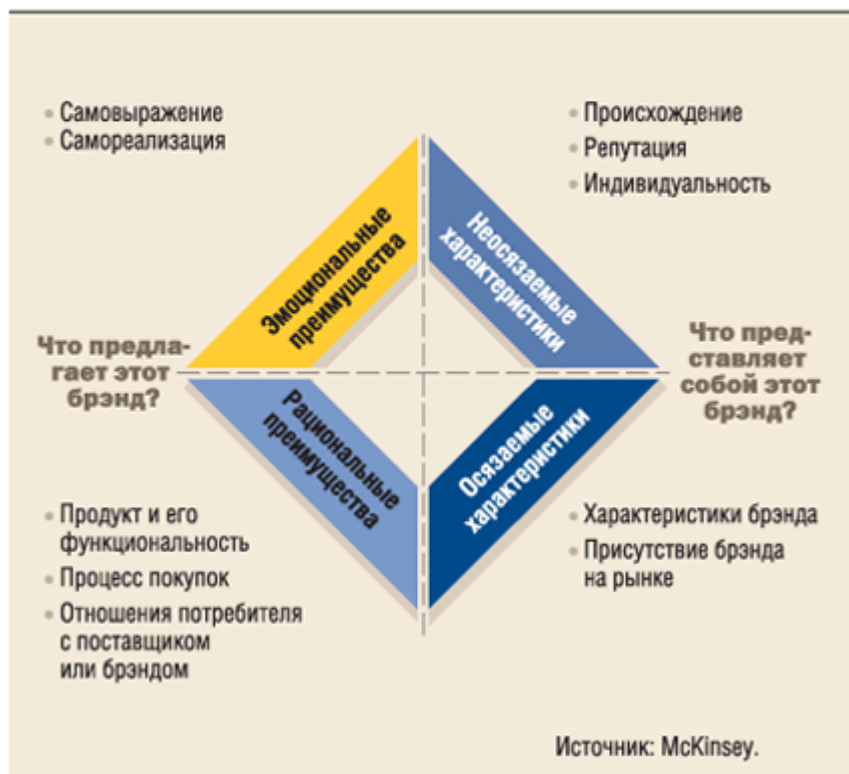 • Самовыражение
• Самореализация
• Происхождение
• Репутация
• Индивидуальность
Эмоциональные
преимущества
Неосязаемые
характеристики
Что предла-
гает этот
брэнд?
Что пред-
ставляет
собой этот
брэнд?
Рациональные
преимущества
Осязаемые
характеристики
• Продукт и его
функциональность
• Процесс покупок
• Отношения потребителя
с поставщиком
или брэндом
• Характеристики брэнда
• Присутствие брэнда
на рынке
Источник: McKinsey.